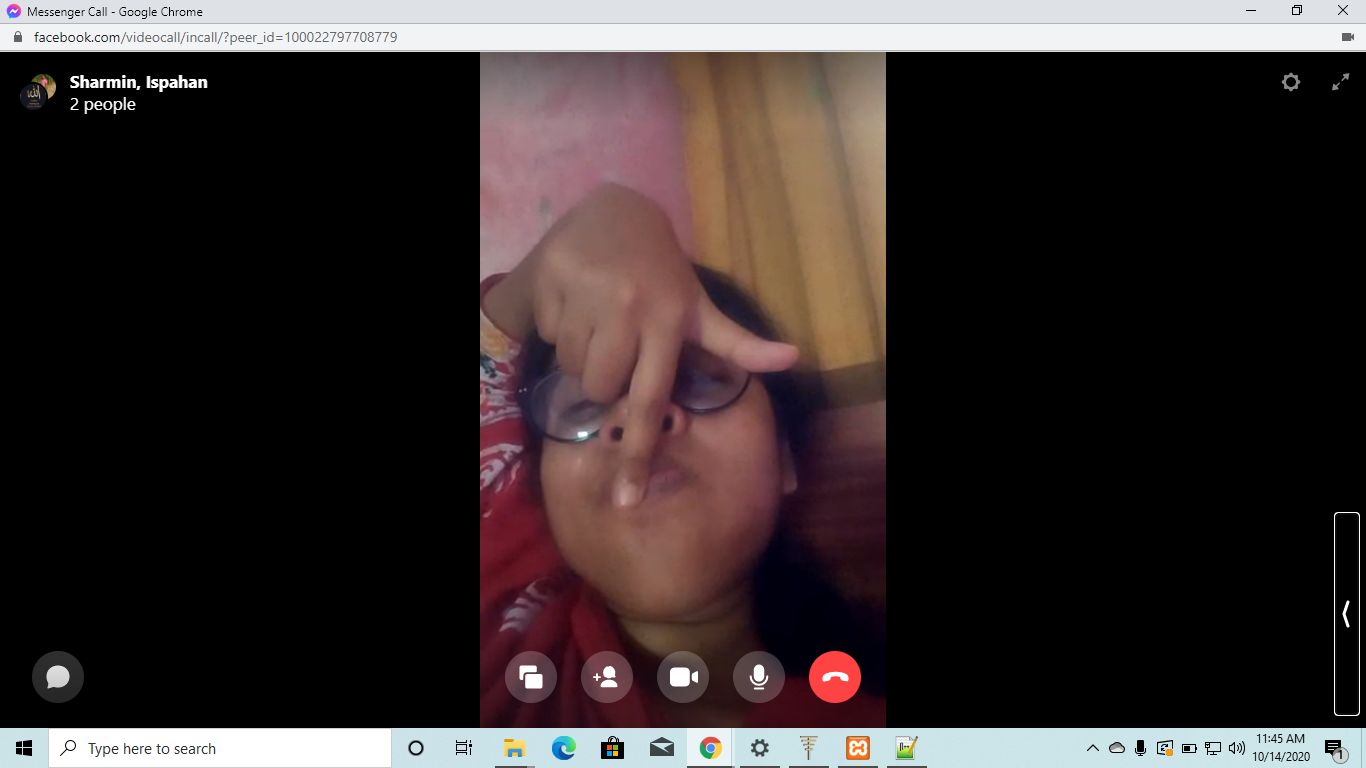 Messenger Call - Google Chrome
facebook.com/videocall/incall/?peer_id=100022797708779
Sharmin, Ispahan
2 people
Type here to search
11:45 AM
10/14/2020
1